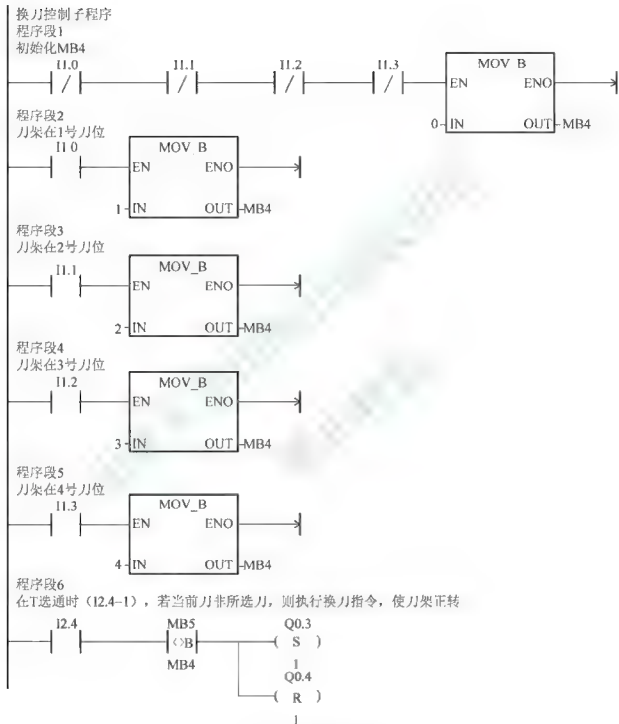 换刀控制子程序
程序段1
初始化MB4
I1.0 I1.1 I1.2 I1.3 MOV_B
EN ENO
0 IN OUT MB4
程序段2
刀架在1号刀位
I1.0 MOV_B
EN ENO
1 IN OUT MB4
程序段3
刀架在2号刀位
I1.1 MOV_B
EN ENO
2 IN OUT MB4
程序段4
刀架在3号刀位
I1.2 MOV_B
EN ENO
3 IN OUT MB4
程序段5
刀架在4号刀位
I1.3 MOV_B
EN ENO
4 IN OUT MB4
程序段6
在T选通时（I2.4-1），若当前刀非所选刀，则执行换刀指令，使刀架正转
I2.4 MB5 Q0.3
<>B S
MB4 1
Q0.4
R
1